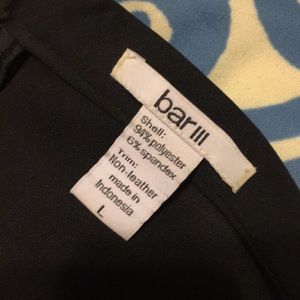 bar III
Shell:
94% polyester
6% spandex
Trim:
Non-leather
made in
Indonesia
L